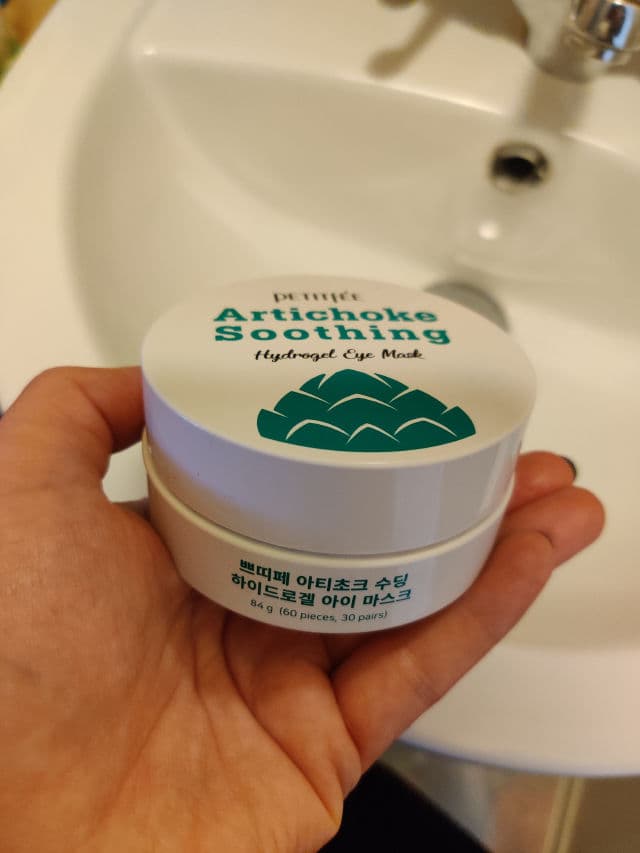 PETITFÉE
Artichoke
Soothing
Hydrogel Eye Mask
쁘띠페 아티초크 수딩
하이드로겔 아이 마스크
84 g (60 pieces, 30 pairs)